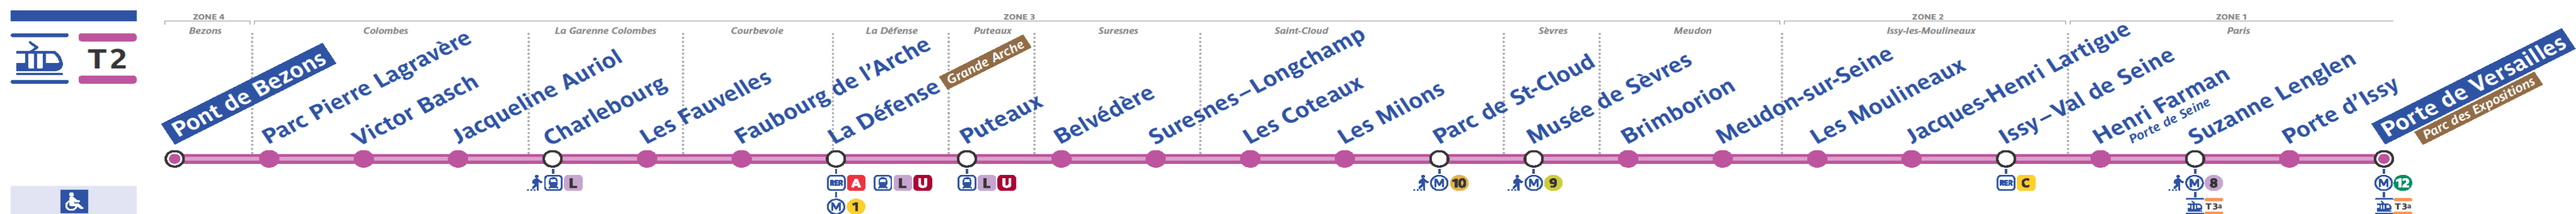 T2
ZONE 4
ZONE 3
ZONE 2
ZONE 1
Bezons
Colombes
La Garenne Colombes
Courbevoie
La Défense
Puteaux
Suresnes
Saint-Cloud
Sèvres
Meudon
Issy-les-Moulineaux
Paris
Pont de Bezons
Parc Pierre Lagravère
Victor Basch
Jacqueline Auriol
Charlebourg
Les Fauvelles
Faubourg de l’Arche
La Défense
Grande Arche
Puteaux
Belvédère
Suresnes–Longchamp
Les Coteaux
Les Milons
Parc de St-Cloud
Musée de Sèvres
Brimborion
Meudon-sur-Seine
Les Moulineaux
Jacques-Henri Lartigue
Issy–Val de Seine
Henri Farman
Porte de Seine
Suzanne Lenglen
Porte d’Issy
Porte de Versailles
Parc des Expositions
L
RER A L U
M 1
L U
M 10
M 9
RER C
M 8
T3a
M 12
T3a